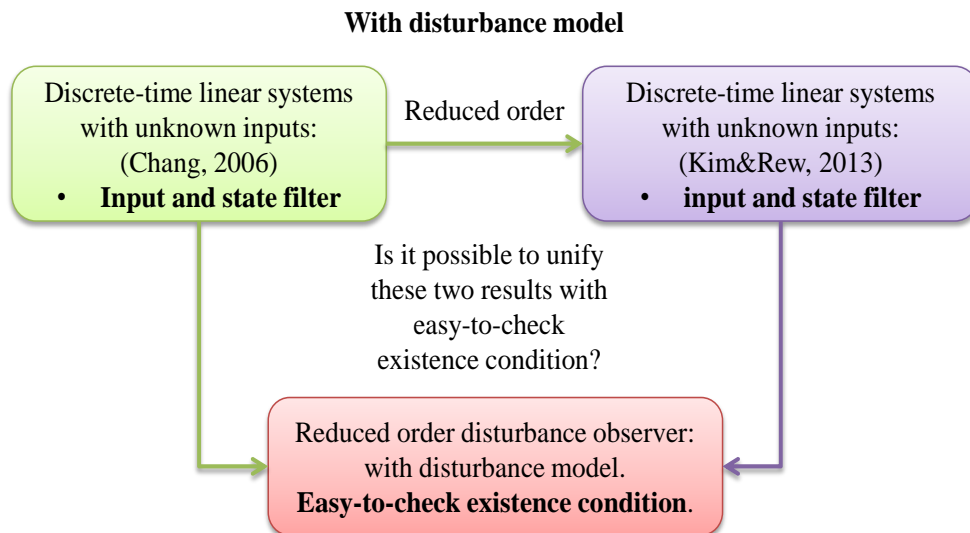 With disturbance model
Discrete-time linear systems
with unknown inputs:
(Chang, 2006)
• Input and state filter
Reduced order
Discrete-time linear systems
with unknown inputs:
(Kim&Rew, 2013)
• input and state filter
Is it possible to unify
these two results with
easy-to-check
existence condition?
Reduced order disturbance observer:
with disturbance model.
Easy-to-check existence condition.